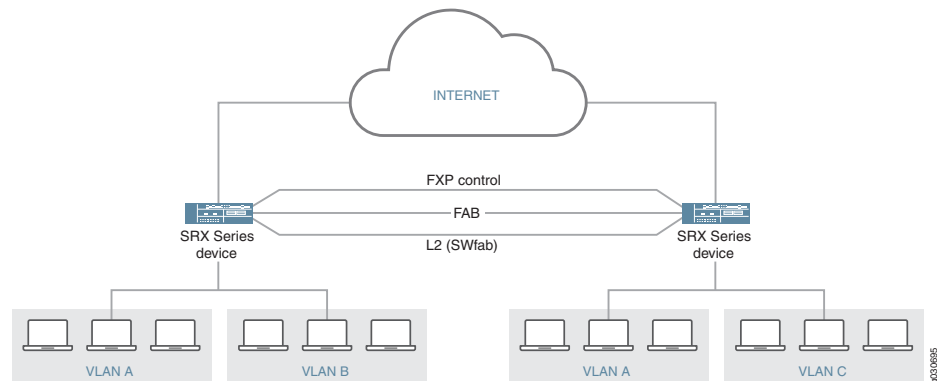 INTERNET
FXP control
FAB
L2 (SWfab)
SRX Series
device
SRX Series
device
VLAN A
VLAN B
VLAN A
VLAN C
g030695